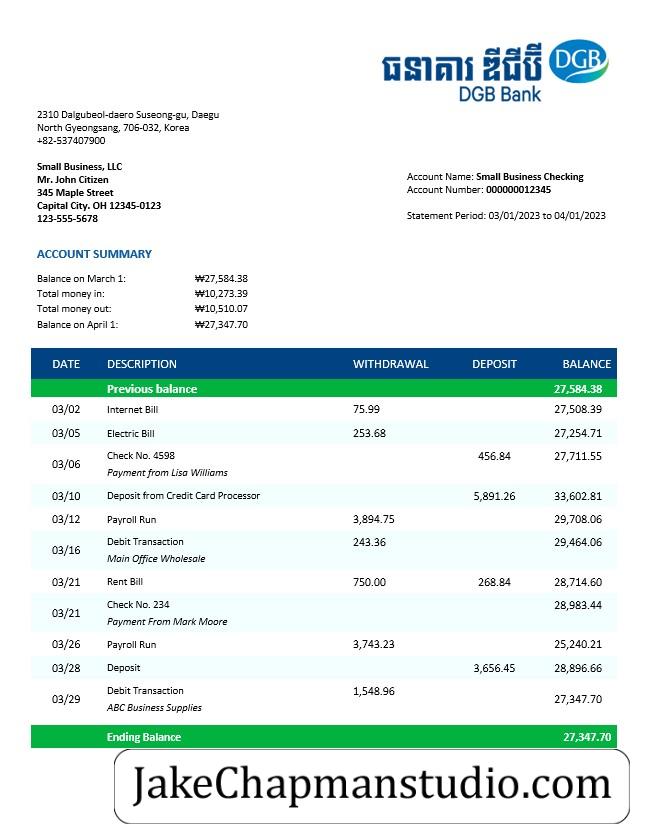 ធនាគារ ឌីជីប៊ី DGB
DGB Bank
2310 Dalgubeol-daero Suseong-gu, Daegu
North Gyeongsang, 706-032, Korea
+82-537407900
Small Business, LLC
Mr. John Citizen
345 Maple Street
Capital City. OH 12345-0123
123-555-5678
Account Name: Small Business Checking
Account Number: 000000012345
Statement Period: 03/01/2023 to 04/01/2023
ACCOUNT SUMMARY
Balance on March 1: ₩27,584.38
Total money in: ₩10,273.39
Total money out: ₩10,510.07
Balance on April 1: ₩27,347.70
DATE DESCRIPTION WITHDRAWAL DEPOSIT BALANCE
Previous balance 27,584.38
03/02 Internet Bill 75.99 27,508.39
03/05 Electric Bill 253.68 27,254.71
03/06 Check No. 4598 456.84 27,711.55
Payment from Lisa Williams
03/10 Deposit from Credit Card Processor 5,891.26 33,602.81
03/12 Payroll Run 3,894.75 29,708.06
03/16 Debit Transaction 243.36 29,464.06
Main Office Wholesale
03/21 Rent Bill 750.00 268.84 28,714.60
03/21 Check No. 234 28,983.44
Payment From Mark Moore
03/26 Payroll Run 3,743.23 25,240.21
03/28 Deposit 3,656.45 28,896.66
03/29 Debit Transaction 1,548.96 27,347.70
ABC Business Supplies
Ending Balance 27,347.70
JakeChapmanstudio.com